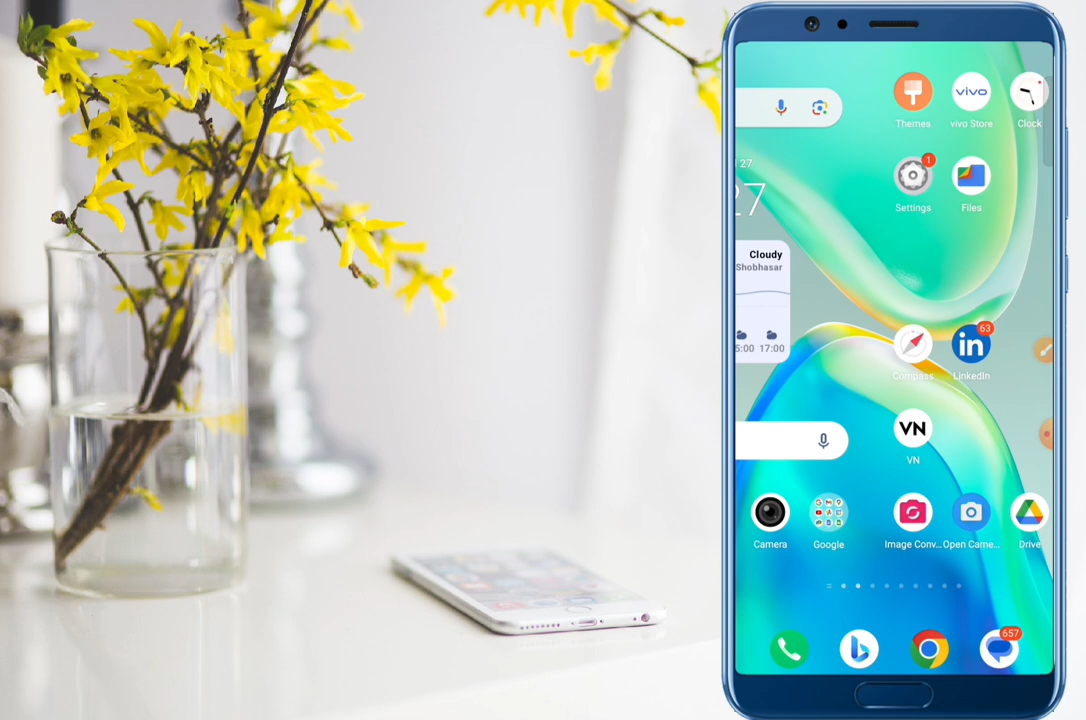 Themes
vivo
vivo Store
Clock
27
27
1
Settings
Files
Cloudy
Shobhasar
5:00 17:00
63
in
Compass
LinkedIn
VN
VN
Camera
Google
Image Conv...
Open Came...
Drive
657